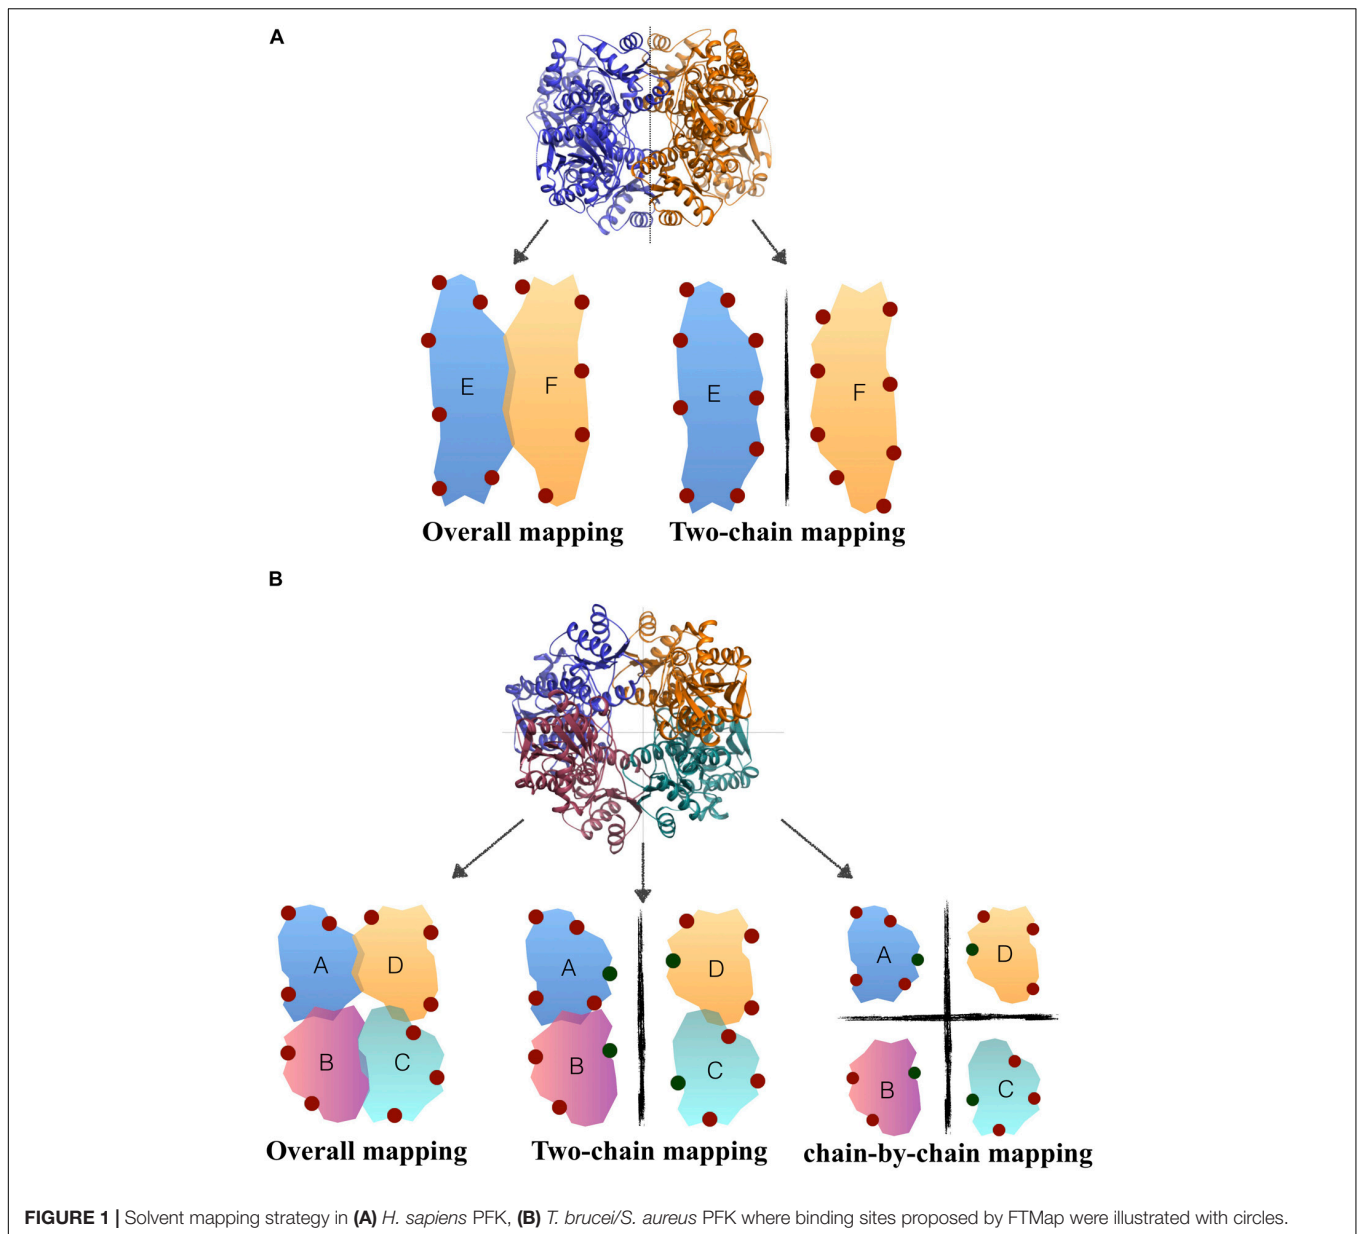 A
E
F
E
F
Overall mapping
Two-chain mapping
B
A
D
B
C
A
D
B
C
A
D
B
C
Overall mapping
Two-chain mapping
chain-by-chain mapping
FIGURE 1 | Solvent mapping strategy in (A) H. sapiens PFK, (B) T. brucei/S. aureus PFK where binding sites proposed by FTMap were illustrated with circles.